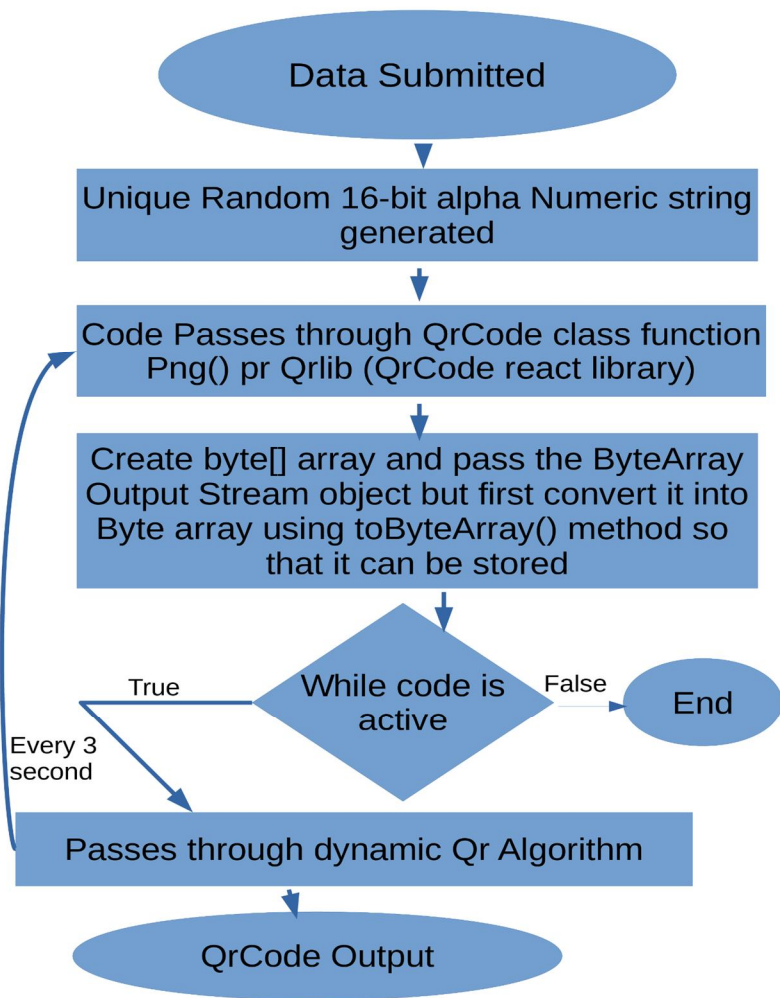 Data Submitted
Unique Random 16-bit alpha Numeric string
generated
Code Passes through QrCode class function
Png() pr Qrlib (QrCode react library)
Create byte[] array and pass the ByteArray
Output Stream object but first convert it into
Byte array using toByteArray() method so
that it can be stored
While code is
active
True
False
End
Every 3
second
Passes through dynamic Qr Algorithm
QrCode Output